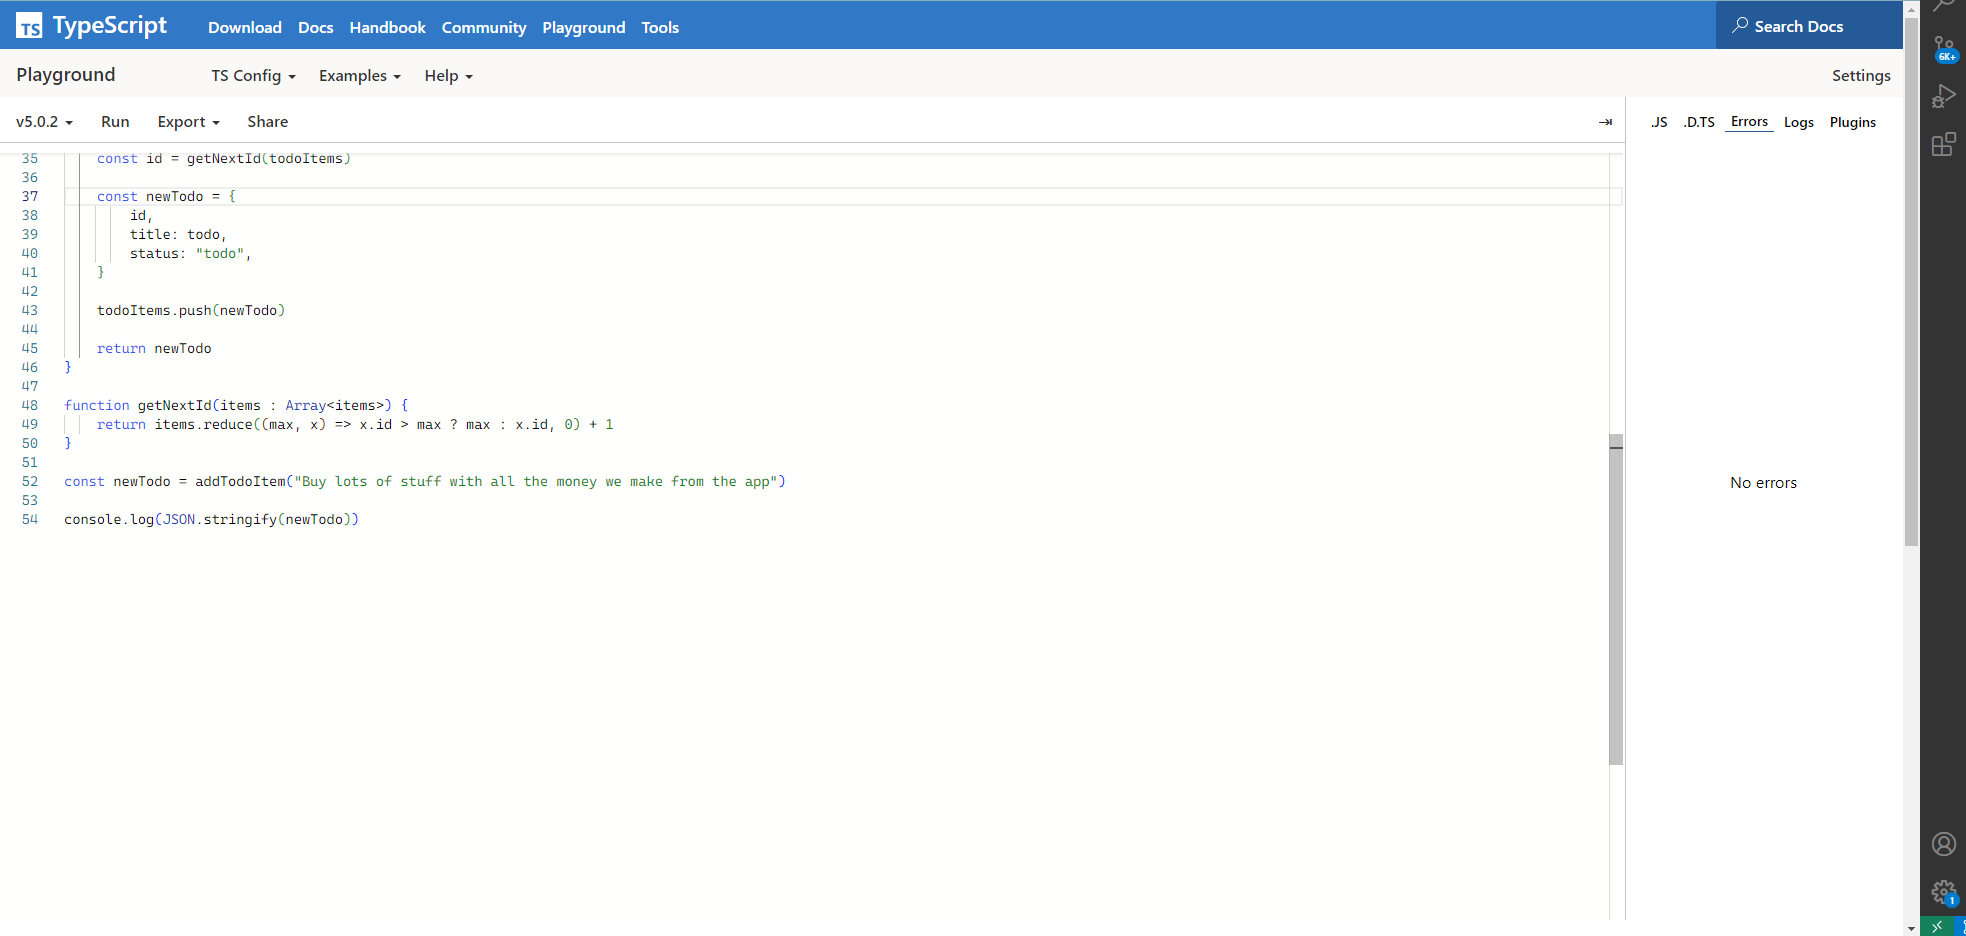 TS TypeScript Download Docs Handbook Community Playground Tools Search Docs
Playground TS Config Examples Help Settings
v5.0.2 Run Export Share .JS .D.TS Errors Logs Plugins
6K+
35 const id = getNextId(todoItems)
36
37 const newTodo = {
38 id,
39 title: todo,
40 status: "todo",
41 }
42
43 todoItems.push(newTodo)
44
45 return newTodo
46 }
47
48 function getNextId(items : Array<items>) {
49 return items.reduce((max, x) => x.id > max ? max : x.id, 0) + 1
50 }
51
52 const newTodo = addTodoItem("Buy lots of stuff with all the money we make from the app")
53
54 console.log(JSON.stringify(newTodo))
No errors
1